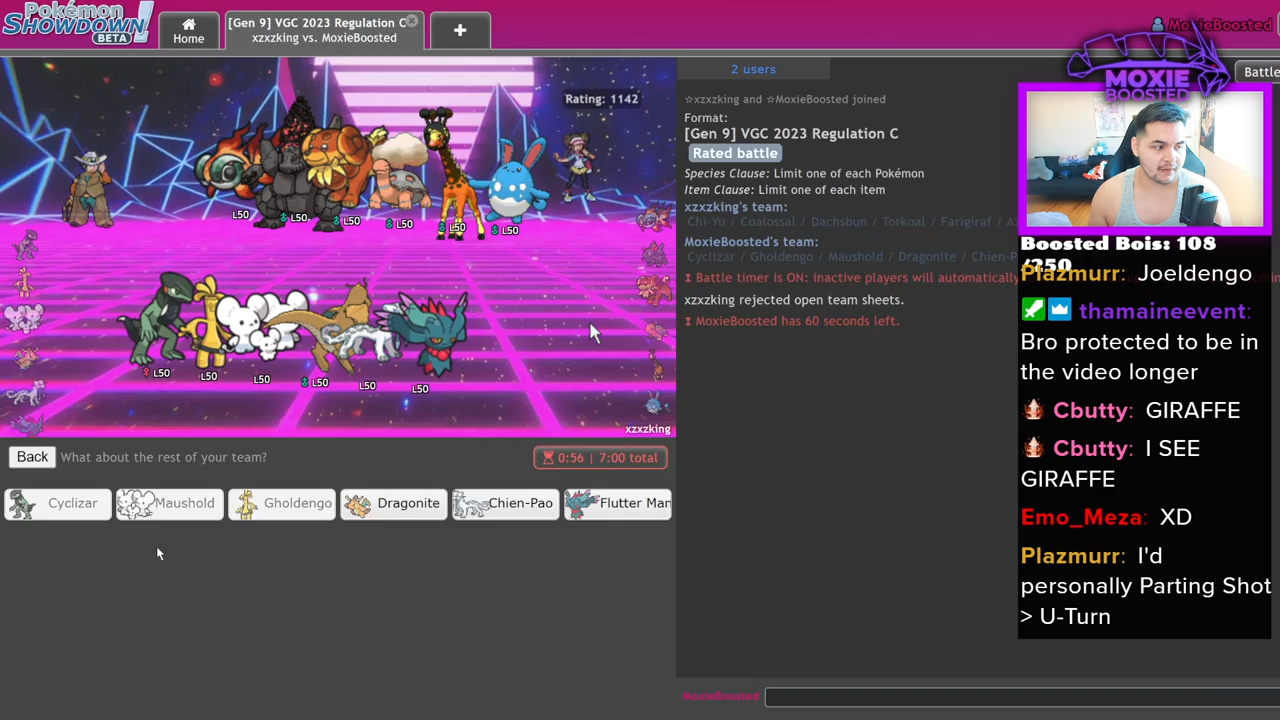 Pokémon
SHOWDOWN!
BETA
Home
[Gen 9] VGC 2023 Regulation C
xzxzking vs. MoxieBoosted
+
MoxieBoosted
2 users
Battle
MOXIE
BOOSTED
Rating: 1142
☆xzxzking and ☆MoxieBoosted joined
Format:
[Gen 9] VGC 2023 Regulation C
Rated battle
Species Clause: Limit one of each Pokémon
Item Clause: Limit one of each item
xzxzking's team:
Chi-Yu / Coalossal / Dachsbun / Torkoal / Farigiraf /
MoxieBoosted's team:
Cyclizar / Gholdengo / Maushold / Dragonite / Chien-P
Battle timer is ON: inactive players will automatically
xzxzking rejected open team sheets.
MoxieBoosted has 60 seconds left.
L50
L50
L50
L50
L50
L50
L50
L50
L50
L50
L50
L50
xzxzking
Back
What about the rest of your team?
0:56 | 7:00 total
Cyclizar
Maushold
Gholdengo
Dragonite
Chien-Pao
Flutter Man
Boosted Bois: 108
/250
Plazmurr: Joeldengo
thamaineevent:
Bro protected to be in
the video longer
Cbutty: GIRAFFE
Cbutty: I SEE
GIRAFFE
Emo_Meza: XD
Plazmurr: I'd
personally Parting Shot
> U-Turn
MoxieBoosted